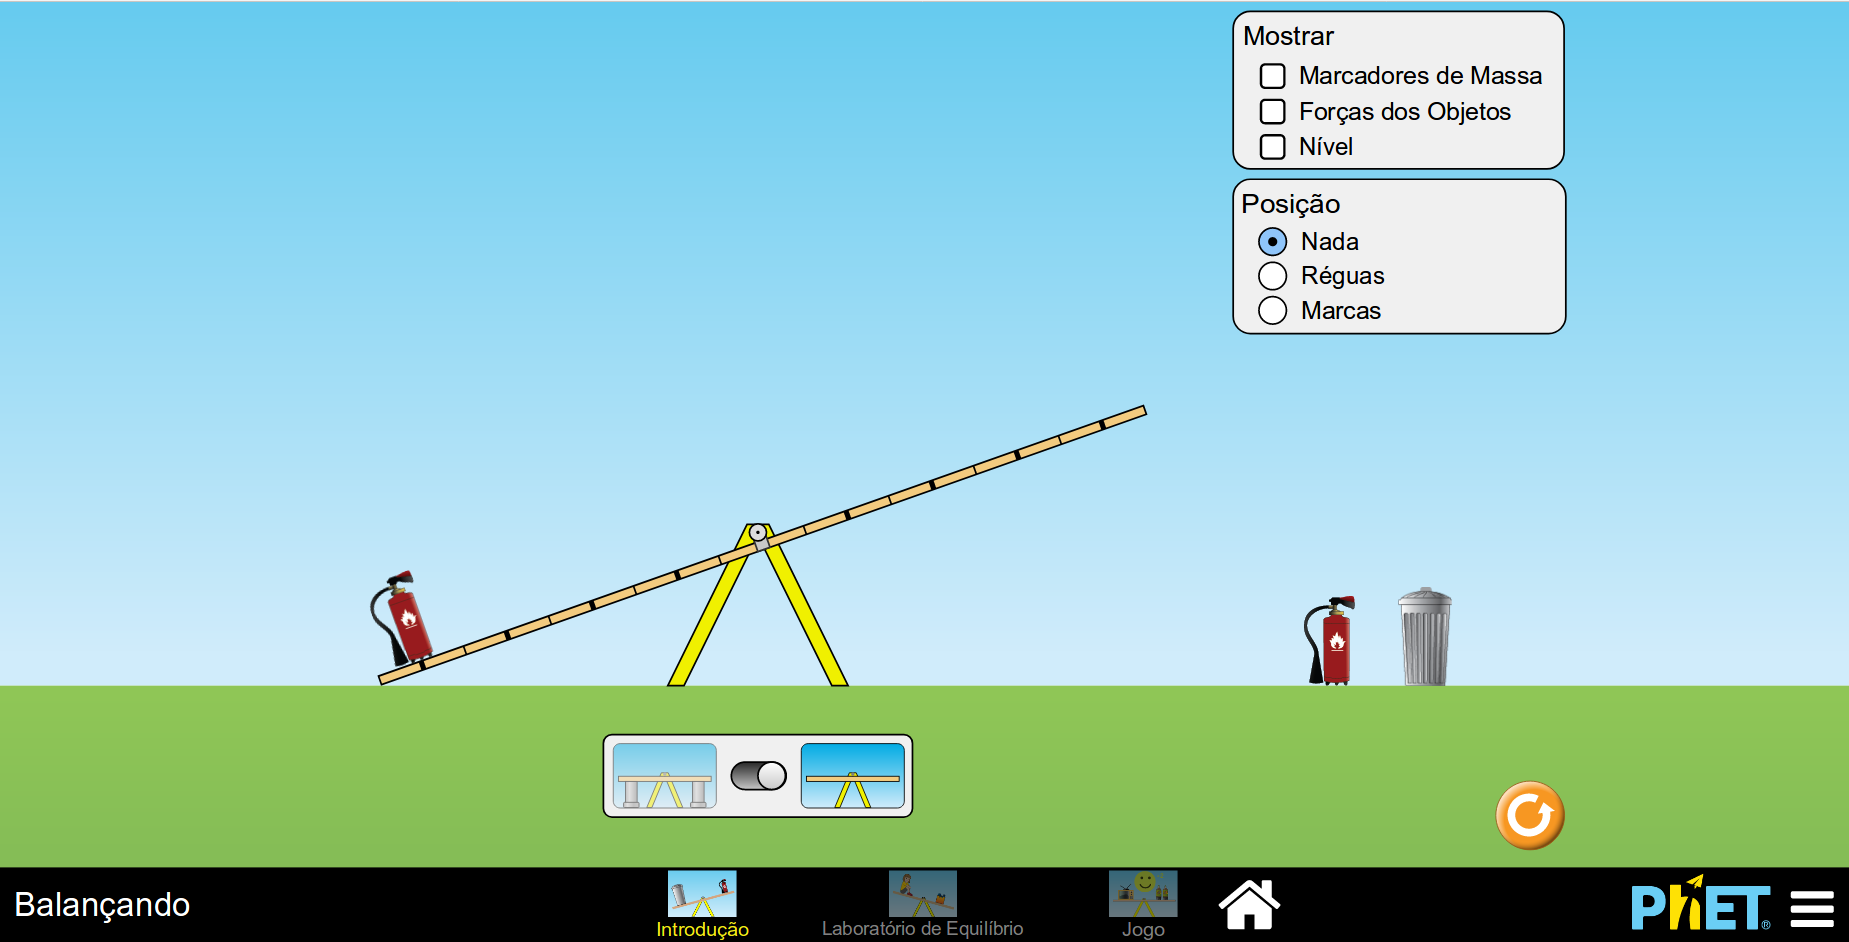 Mostrar
Marcadores de Massa
Forças dos Objetos
Nível
Posição
Nada
Réguas
Marcas
Balançando
Introdução
Laboratório de Equilíbrio
Jogo
PhET®